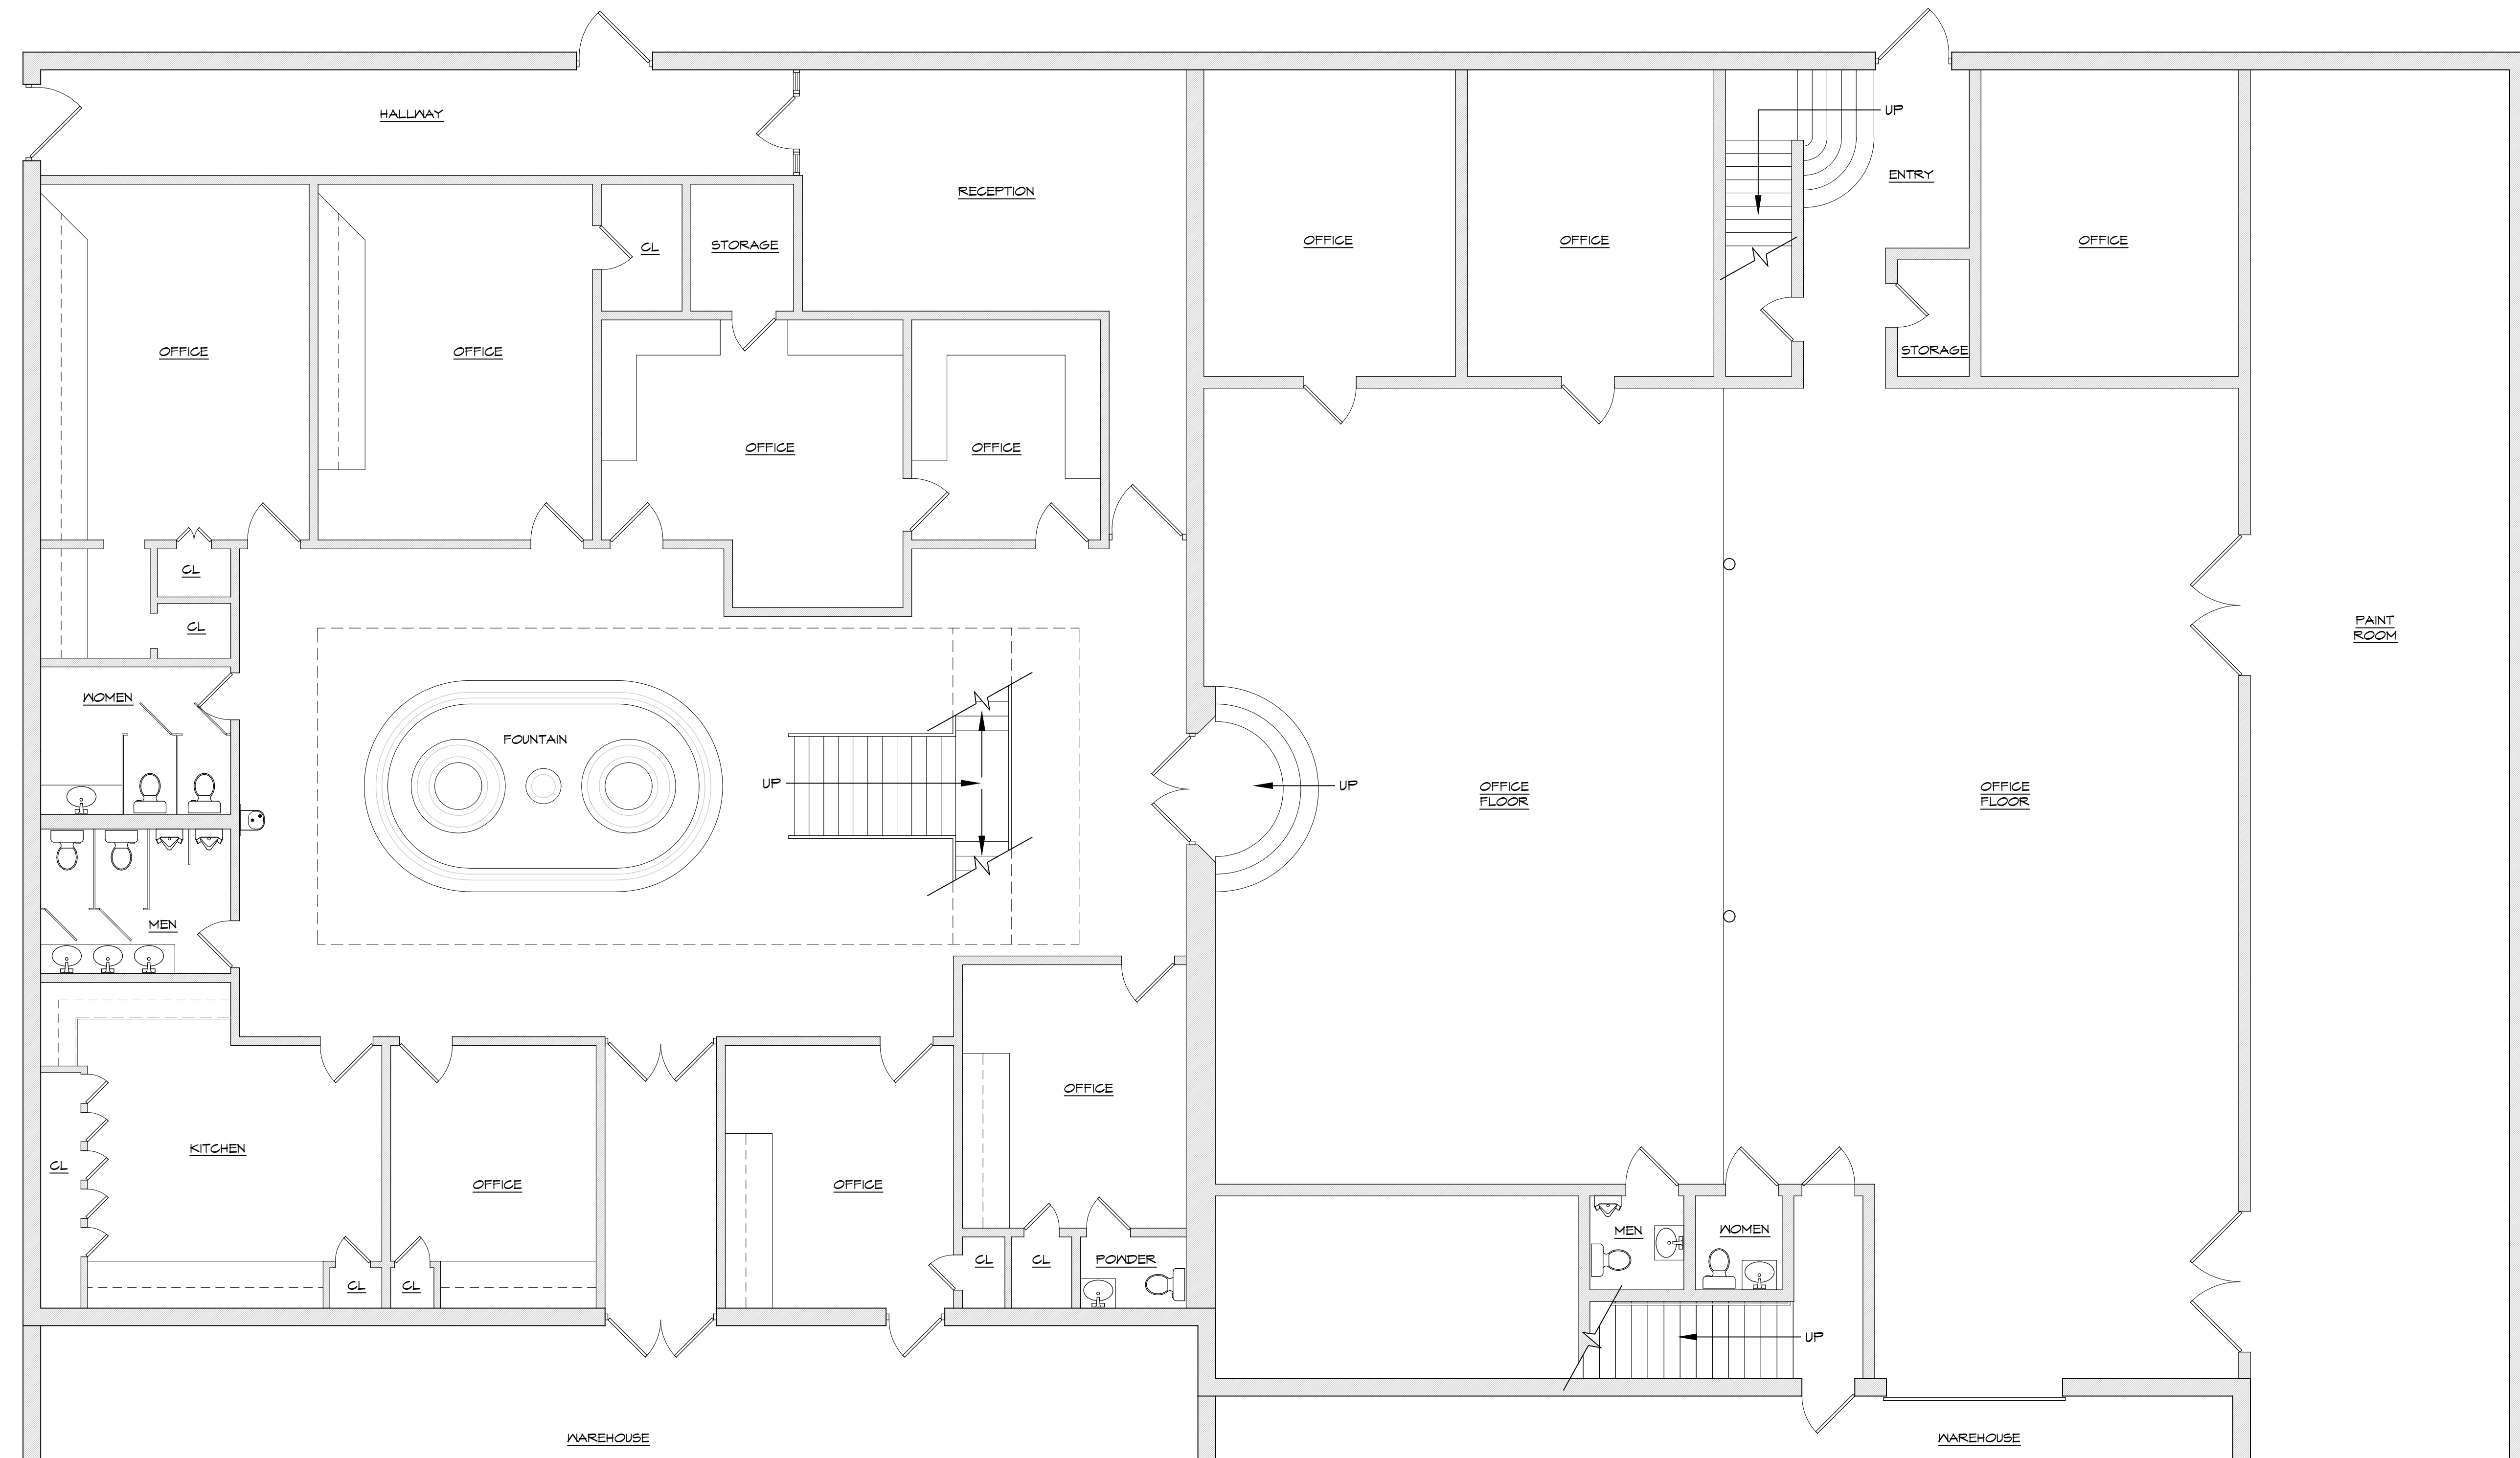 HALLWAY
UP
ENTRY
RECEPTION
OFFICE
OFFICE
OFFICE
CL
STORAGE
STORAGE
OFFICE
OFFICE
OFFICE
OFFICE
CL
CL
PAINT
ROOM
WOMEN
FOUNTAIN
UP
UP
OFFICE
FLOOR
OFFICE
FLOOR
MEN
OFFICE
KITCHEN
CL
OFFICE
OFFICE
MEN
WOMEN
CL
CL
POWDER
CL
CL
UP
WAREHOUSE
WAREHOUSE